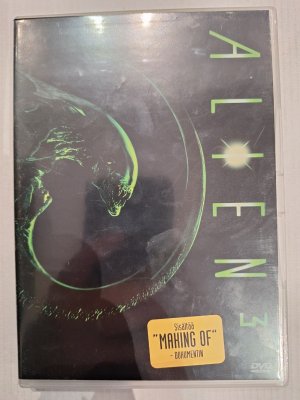 ALIEN
3
Sisältää
"MAKING OF"
- DOKUMENTIN
DVD